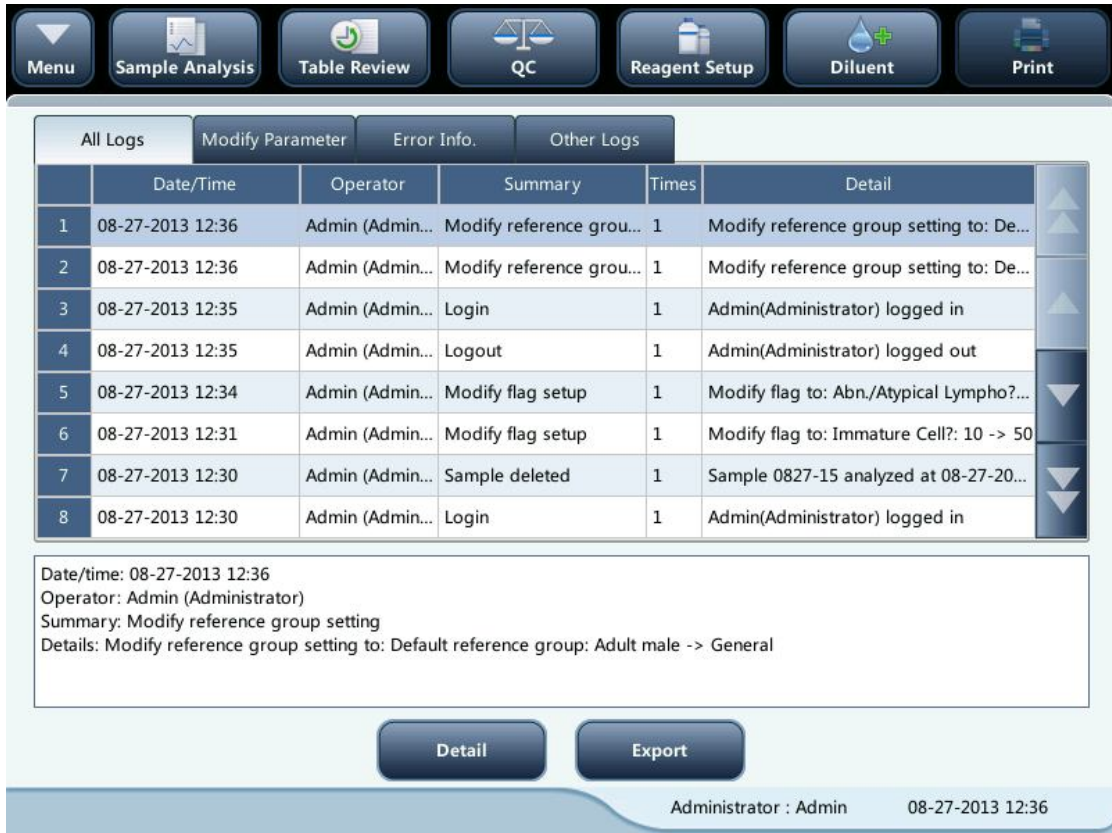 Menu Sample Analysis Table Review QC Reagent Setup Diluent Print
All Logs Modify Parameter Error Info. Other Logs
Date/Time Operator Summary Times Detail
1 08-27-2013 12:36 Admin (Admin... Modify reference grou... 1 Modify reference group setting to: De...
2 08-27-2013 12:36 Admin (Admin... Modify reference grou... 1 Modify reference group setting to: De...
3 08-27-2013 12:35 Admin (Admin... Login 1 Admin(Administrator) logged in
4 08-27-2013 12:35 Admin (Admin... Logout 1 Admin(Administrator) logged out
5 08-27-2013 12:34 Admin (Admin... Modify flag setup 1 Modify flag to: Abn./Atypical Lympho?...
6 08-27-2013 12:31 Admin (Admin... Modify flag setup 1 Modify flag to: Immature Cell?: 10 -> 50
7 08-27-2013 12:30 Admin (Admin... Sample deleted 1 Sample 0827-15 analyzed at 08-27-20...
8 08-27-2013 12:30 Admin (Admin... Login 1 Admin(Administrator) logged in
Date/time: 08-27-2013 12:36
Operator: Admin (Administrator)
Summary: Modify reference group setting
Details: Modify reference group setting to: Default reference group: Adult male -> General
Detail Export
Administrator : Admin 08-27-2013 12:36